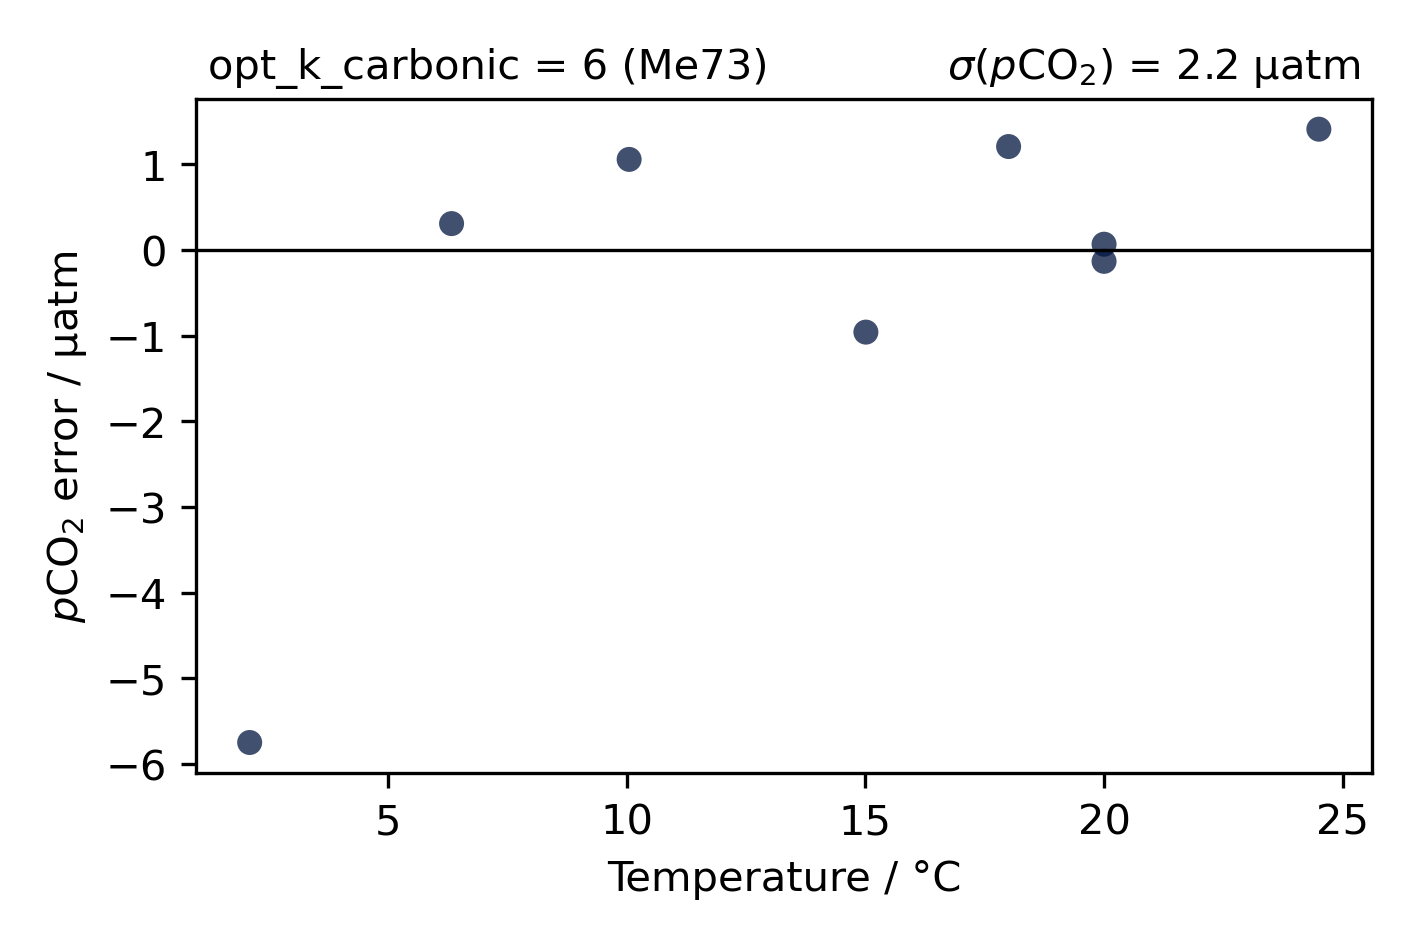 opt_k_carbonic = 6 (Me73)
σ(pCO₂) = 2.2 µatm
pCO₂ error / µatm
1
0
−1
−2
−3
−4
−5
−6
5 10 15 20 25
Temperature / °C